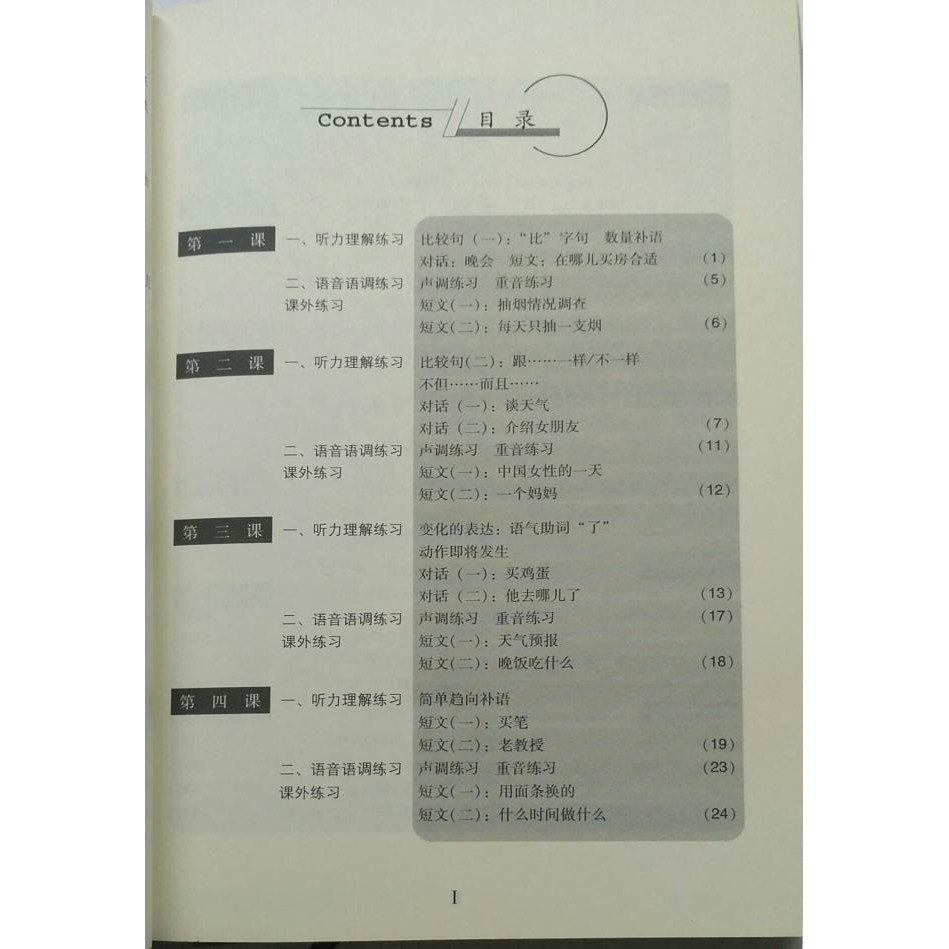 Contents 目 录
第 一 课 一、听力理解练习 比较句（一）：“比”字句 数量补语
对话：晚会 短文：在哪儿买房合适 (1)
二、语音语调练习 声调练习 重音练习 (5)
课外练习 短文(一)：抽烟情况调查
短文(二)：每天只抽一支烟 (6)
第 二 课 一、听力理解练习 比较句(二)：跟……一样/不一样
不但……而且……
对话（一）：谈天气
对话（二）：介绍女朋友 (7)
二、语音语调练习 声调练习 重音练习 (11)
课外练习 短文(一)：中国女性的一天
短文(二)：一个妈妈 (12)
第 三 课 一、听力理解练习 变化的表达：语气助词“了”
动作即将发生
对话（一）：买鸡蛋
对话（二）：他去哪儿了 (13)
二、语音语调练习 声调练习 重音练习 (17)
课外练习 短文(一)：天气预报
短文(二)：晚饭吃什么 (18)
第 四 课 一、听力理解练习 简单趋向补语
短文(一)：买笔
短文(二)：老教授 (19)
二、语音语调练习 声调练习 重音练习 (23)
课外练习 短文(一)：用面条换的
短文(二)：什么时间做什么 (24)
I